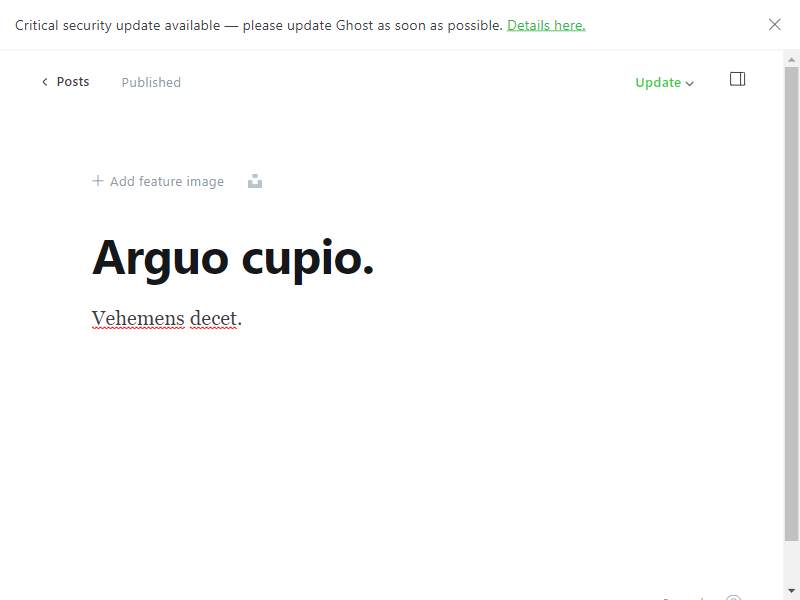 Critical security update available — please update Ghost as soon as possible. Details here.
Posts
Published
Update
Add feature image
Arguo cupio.
Vehemens decet.